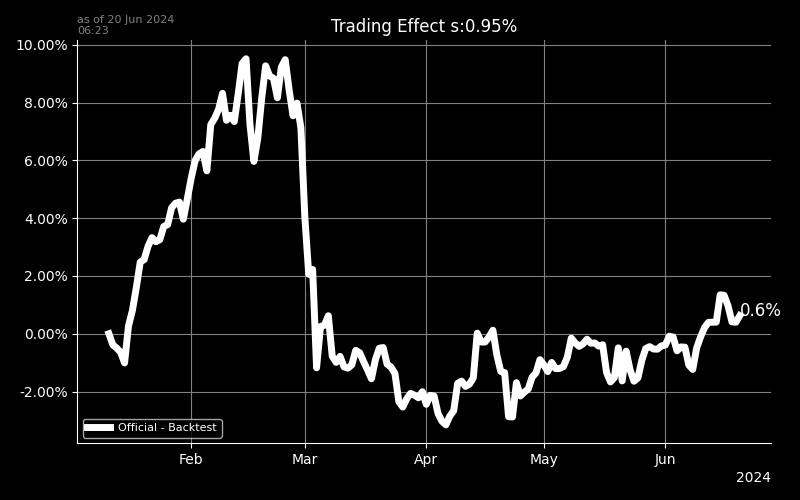 as of 20 Jun 2024
06:23
Trading Effect s:0.95%
10.00%
8.00%
6.00%
4.00%
2.00%
0.00%
-2.00%
0.6%
Official - Backtest
Feb
Mar
Apr
May
Jun
2024